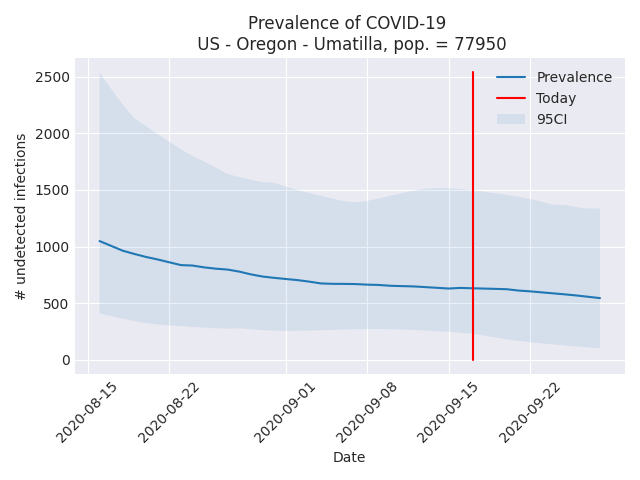 Prevalence of COVID-19
US - Oregon - Umatilla, pop. = 77950
Prevalence
Today
95CI
# undetected infections
2500
2000
1500
1000
500
0
2020-08-15
2020-08-22
2020-09-01
2020-09-08
2020-09-15
2020-09-22
Date